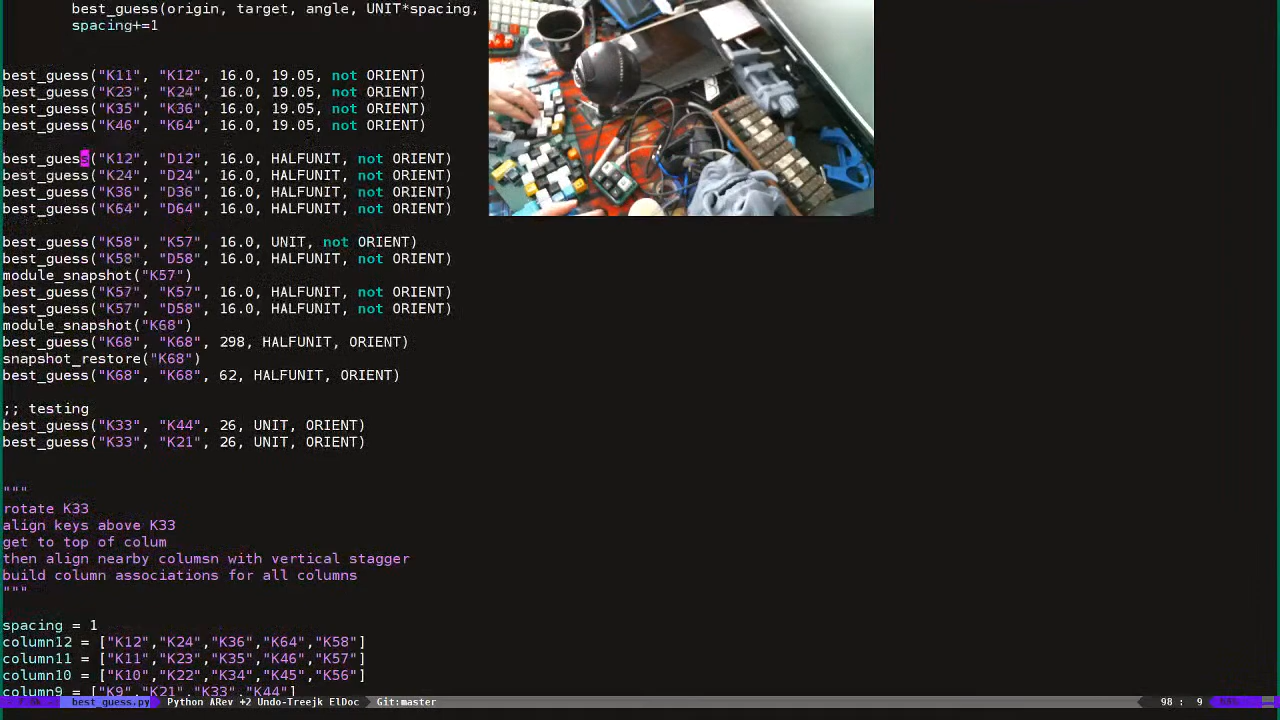 best_guess(origin, target, angle, UNIT*spacing,
spacing+=1
best_guess("K11", "K12", 16.0, 19.05, not ORIENT)
best_guess("K23", "K24", 16.0, 19.05, not ORIENT)
best_guess("K35", "K36", 16.0, 19.05, not ORIENT)
best_guess("K46", "K64", 16.0, 19.05, not ORIENT)
best_guess("K12", "D12", 16.0, HALFUNIT, not ORIENT)
best_guess("K24", "D24", 16.0, HALFUNIT, not ORIENT)
best_guess("K36", "D36", 16.0, HALFUNIT, not ORIENT)
best_guess("K64", "D64", 16.0, HALFUNIT, not ORIENT)
best_guess("K58", "K57", 16.0, UNIT, not ORIENT)
best_guess("K58", "D58", 16.0, HALFUNIT, not ORIENT)
module_snapshot("K57")
best_guess("K57", "K57", 16.0, HALFUNIT, not ORIENT)
best_guess("K57", "D58", 16.0, HALFUNIT, not ORIENT)
module_snapshot("K68")
best_guess("K68", "K68", 298, HALFUNIT, ORIENT)
snapshot_restore("K68")
best_guess("K68", "K68", 62, HALFUNIT, ORIENT)
;; testing
best_guess("K33", "K44", 26, UNIT, ORIENT)
best_guess("K33", "K21", 26, UNIT, ORIENT)
"""
rotate K33
align keys above K33
get to top of colum
then align nearby columsn with vertical stagger
build column associations for all columns
"""
spacing = 1
column12 = ["K12","K24","K36","K64","K58"]
column11 = ["K11","K23","K35","K46","K57"]
column10 = ["K10","K22","K34","K45","K56"]
column9 = ["K9","K21","K33","K44"]
best_guess.py Python ARev +2 Undo-Treejk ElDoc Git:master 98 : 9